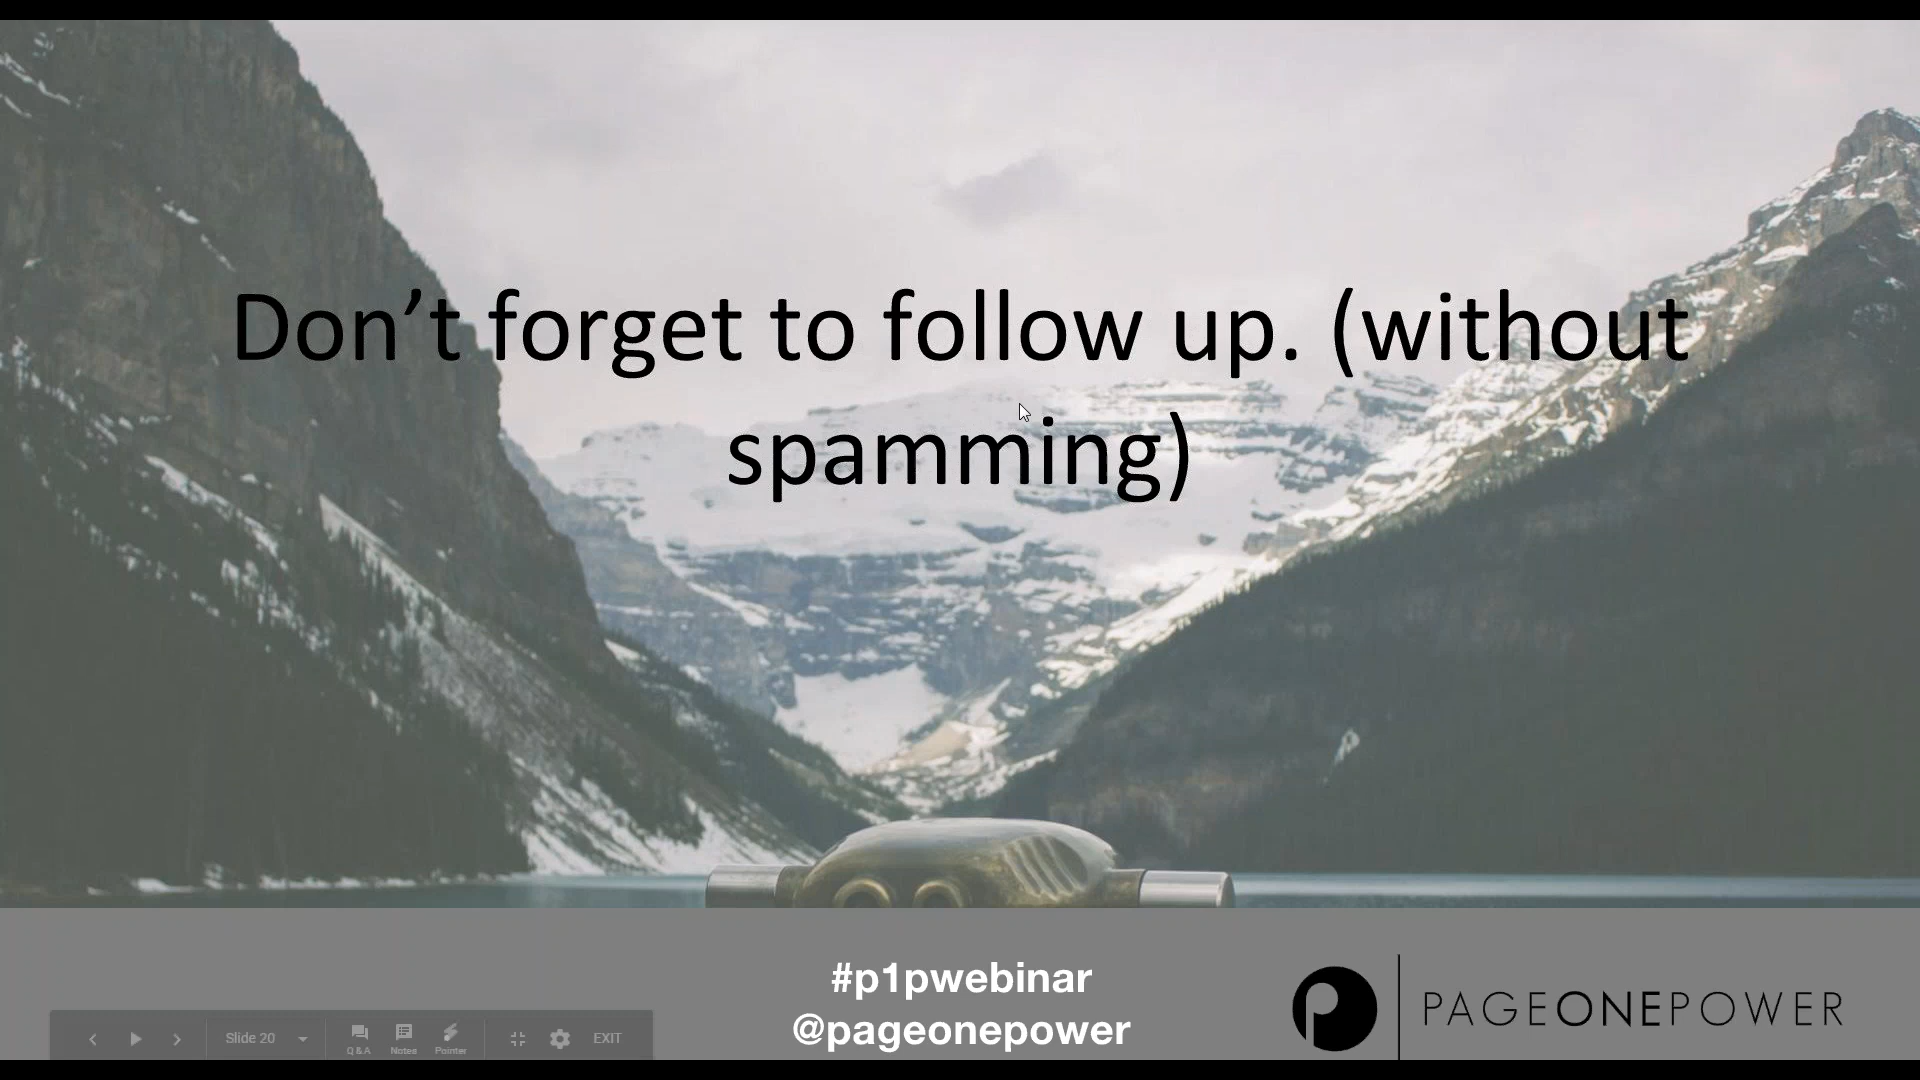 Don’t forget to follow up. (without
spamming)
#p1pwebinar
@pageonepower
PAGEONEPOWER
Slide 20
Q & A
Notes
Pointer
EXIT